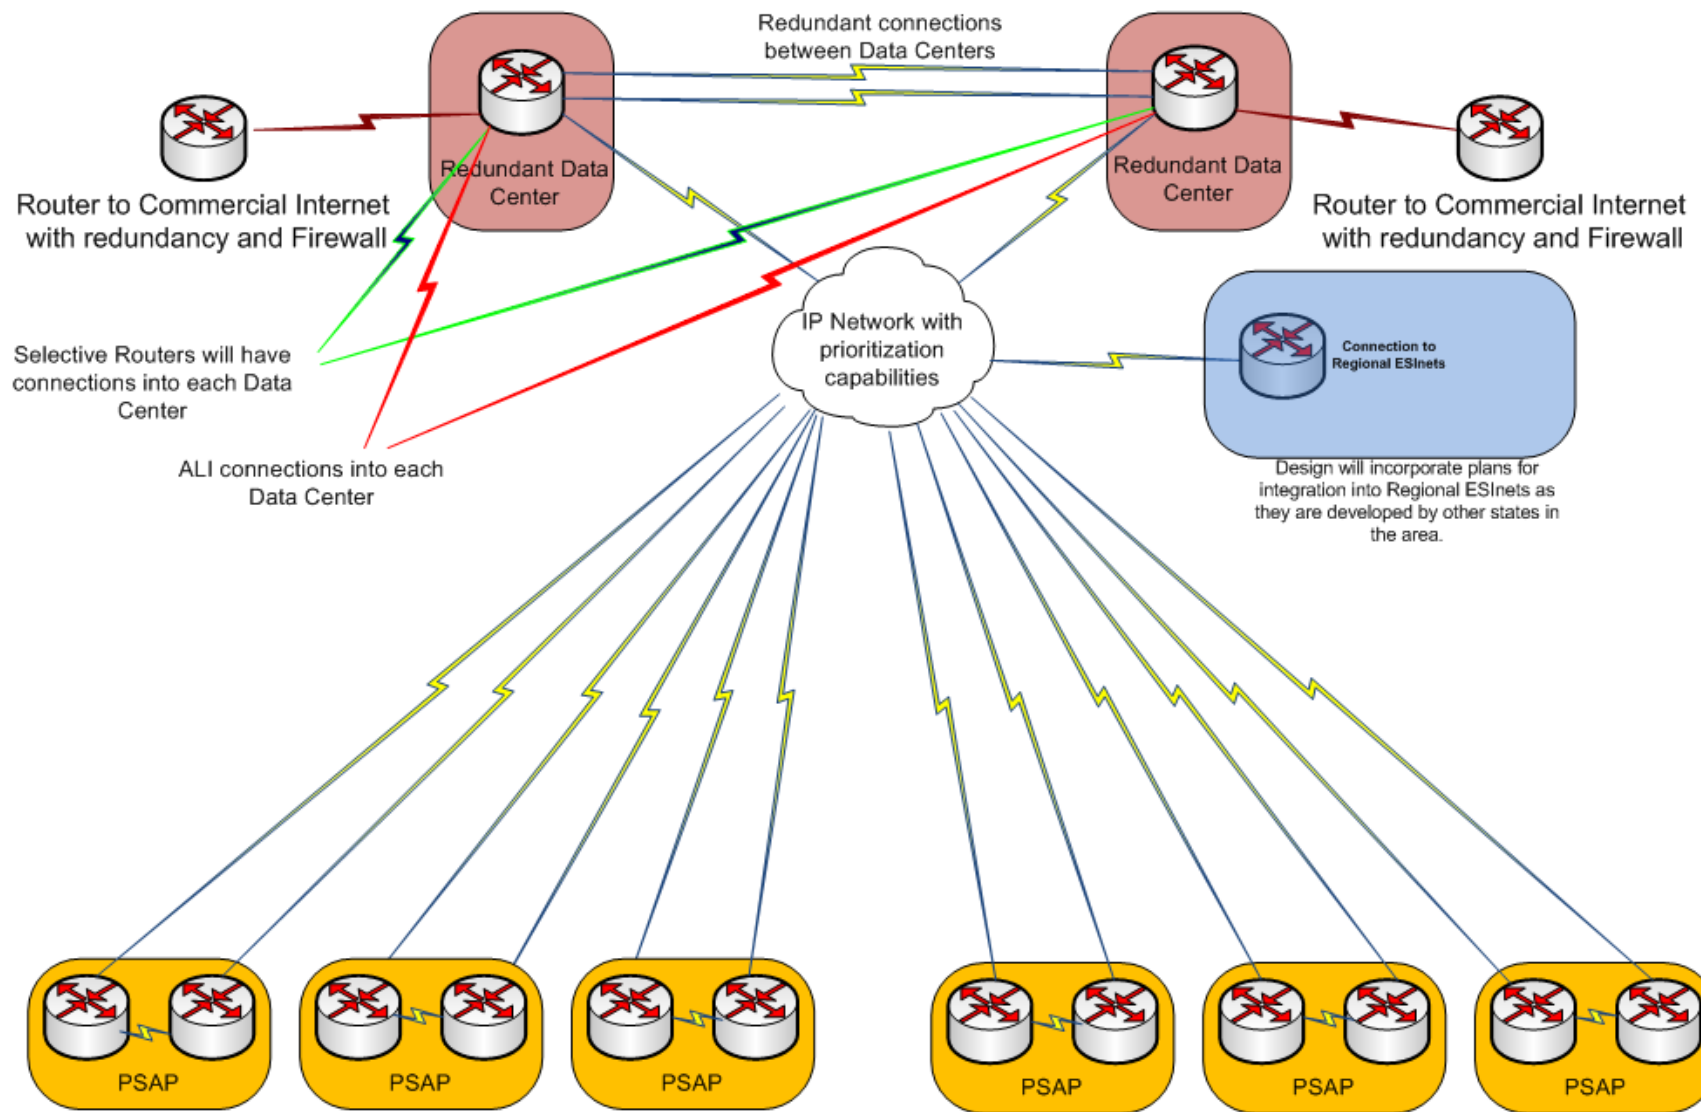 Redundant connections
between Data Centers
Redundant Data
Center
Redundant Data
Center
Router to Commercial Internet
with redundancy and Firewall
Router to Commercial Internet
with redundancy and Firewall
IP Network with
prioritization
capabilities
Connection to
Regional ESInets
Selective Routers will have
connections into each Data
Center
ALI connections into each
Data Center
Design will incorporate plans for
integration into Regional ESInets as
they are developed by other states in
the area.
PSAP
PSAP
PSAP
PSAP
PSAP
PSAP